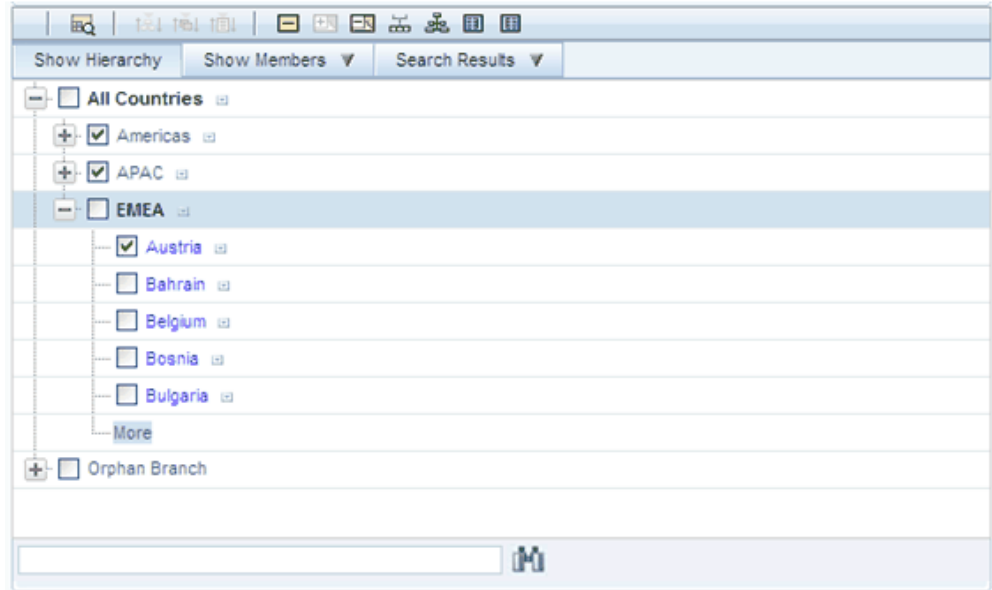 Show Hierarchy Show Members Search Results
All Countries
Americas
APAC
EMEA
Austria
Bahrain
Belgium
Bosnia
Bulgaria
More
Orphan Branch